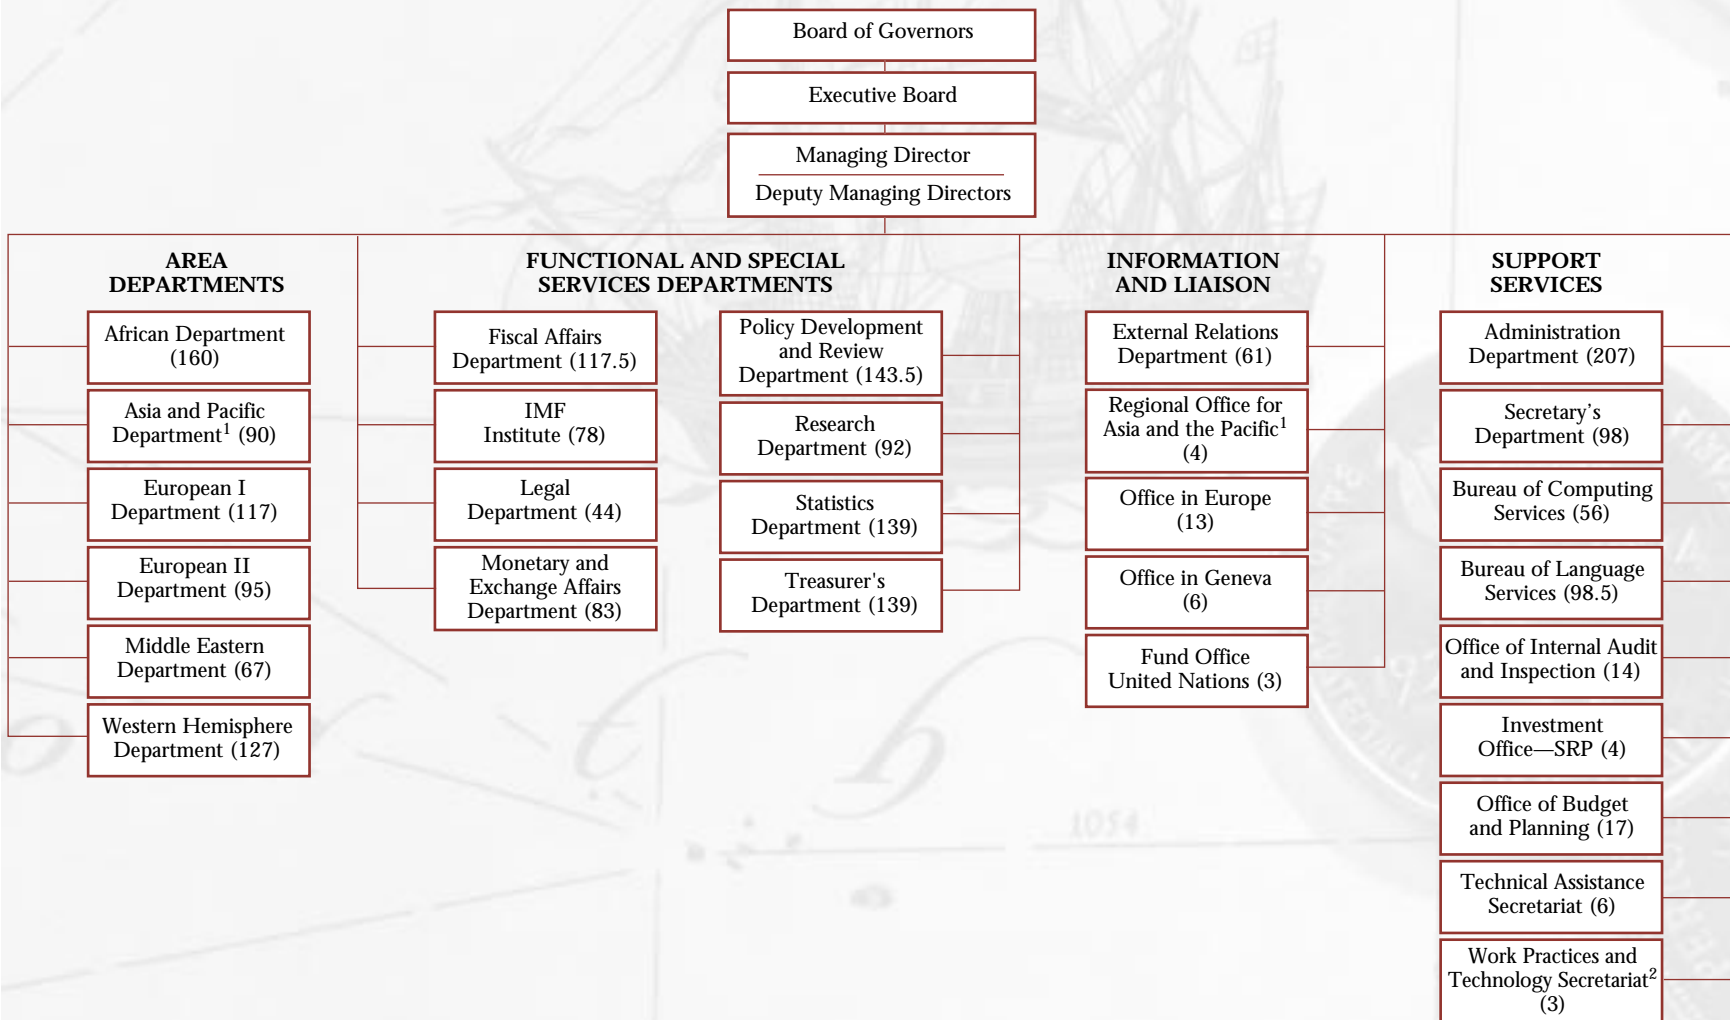 Board of Governors
Executive Board
Managing Director
Deputy Managing Directors
AREA
DEPARTMENTS
African Department
(160)
Asia and Pacific
Department¹ (90)
European I
Department (117)
European II
Department (95)
Middle Eastern
Department (67)
Western Hemisphere
Department (127)
FUNCTIONAL AND SPECIAL
SERVICES DEPARTMENTS
Fiscal Affairs
Department (117.5)
IMF
Institute (78)
Legal
Department (44)
Monetary and
Exchange Affairs
Department (83)
Policy Development
and Review
Department (143.5)
Research
Department (92)
Statistics
Department (139)
Treasurer's
Department (139)
INFORMATION
AND LIAISON
External Relations
Department (61)
Regional Office for
Asia and the Pacific¹
(4)
Office in Europe
(13)
Office in Geneva
(6)
Fund Office
United Nations (3)
SUPPORT
SERVICES
Administration
Department (207)
Secretary's
Department (98)
Bureau of Computing
Services (56)
Bureau of Language
Services (98.5)
Office of Internal Audit
and Inspection (14)
Investment
Office—SRP (4)
Office of Budget
and Planning (17)
Technical Assistance
Secretariat (6)
Work Practices and
Technology Secretariat²
(3)
1054